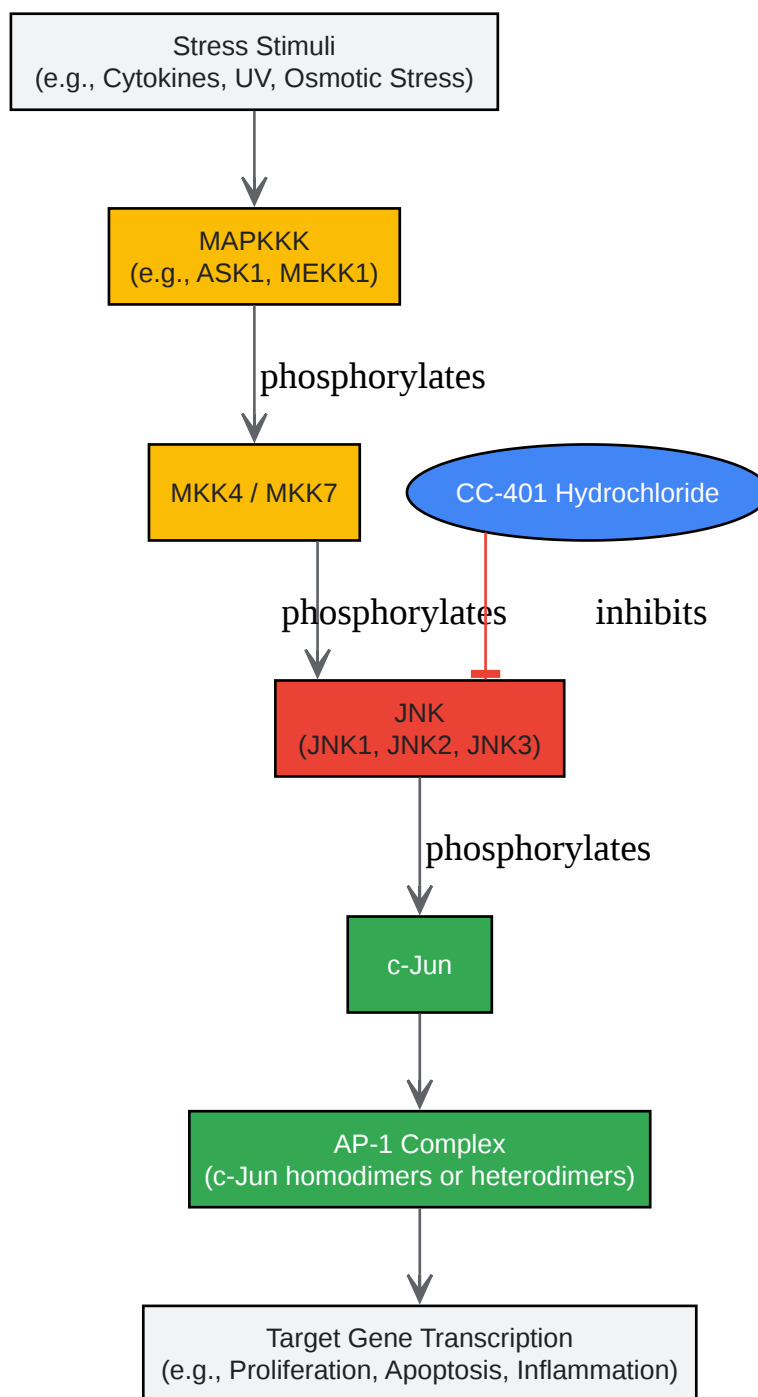 Stress Stimuli
(e.g., Cytokines, UV, Osmotic Stress)
MAPKKK
(e.g., ASK1, MEKK1)
phosphorylates
MKK4 / MKK7
CC-401 Hydrochloride
phosphorylates
inhibits
JNK
(JNK1, JNK2, JNK3)
phosphorylates
c-Jun
AP-1 Complex
(c-Jun homodimers or heterodimers)
Target Gene Transcription
(e.g., Proliferation, Apoptosis, Inflammation)